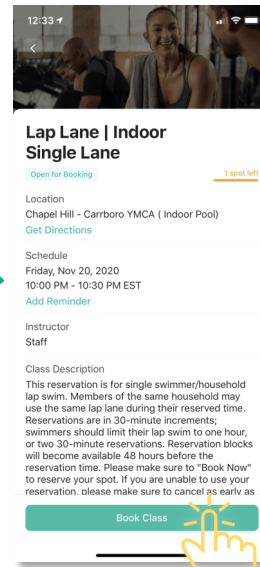 12:33
Lap Lane | Indoor
Single Lane
Open for Booking
1 spot left
Location
Chapel Hill - Carrboro YMCA ( Indoor Pool)
Get Directions
Schedule
Friday, Nov 20, 2020
10:00 PM - 10:30 PM EST
Add Reminder
Instructor
Staff
Class Description
This reservation is for single swimmer/household
lap swim. Members of the same household may
use the same lap lane during their reserved time.
Reservations are in 30-minute increments;
swimmers should limit their lap swim to one hour,
or two 30-minute reservations. Reservation blocks
will become available 48 hours before the
reservation time. Please make sure to "Book Now"
to reserve your spot. If you are unable to use your
reservation, please make sure to cancel as early as
Book Class